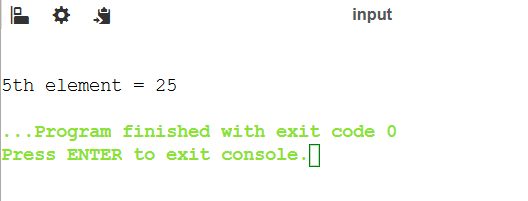 input
5th element = 25
...Program finished with exit code 0
Press ENTER to exit console.